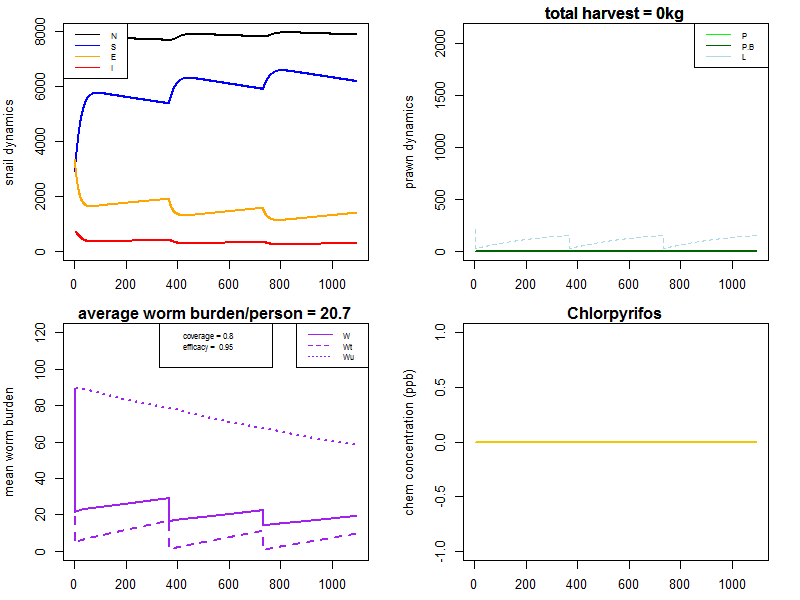 8000
6000
4000
2000
0
snail dynamics
N
S
E
I
0 200 400 600 800 1000
total harvest = 0kg
2000
1500
1000
500
0
prawn dynamics
P
P.B
L
0 200 400 600 800 1000
average worm burden/person = 20.7
120
100
80
60
40
20
0
mean worm burden
coverage = 0.8
efficacy = 0.95
W
Wt
Wu
0 200 400 600 800 1000
Chlorpyrifos
1.0
0.5
0.0
-0.5
-1.0
chem concentration (ppb)
0 200 400 600 800 1000